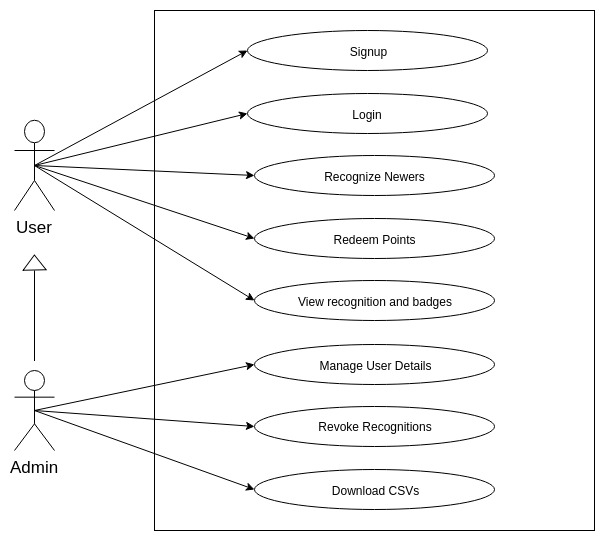 Signup
Login
Recognize Newers
Redeem Points
User
View recognition and badges
Manage User Details
Revoke Recognitions
Admin
Download CSVs